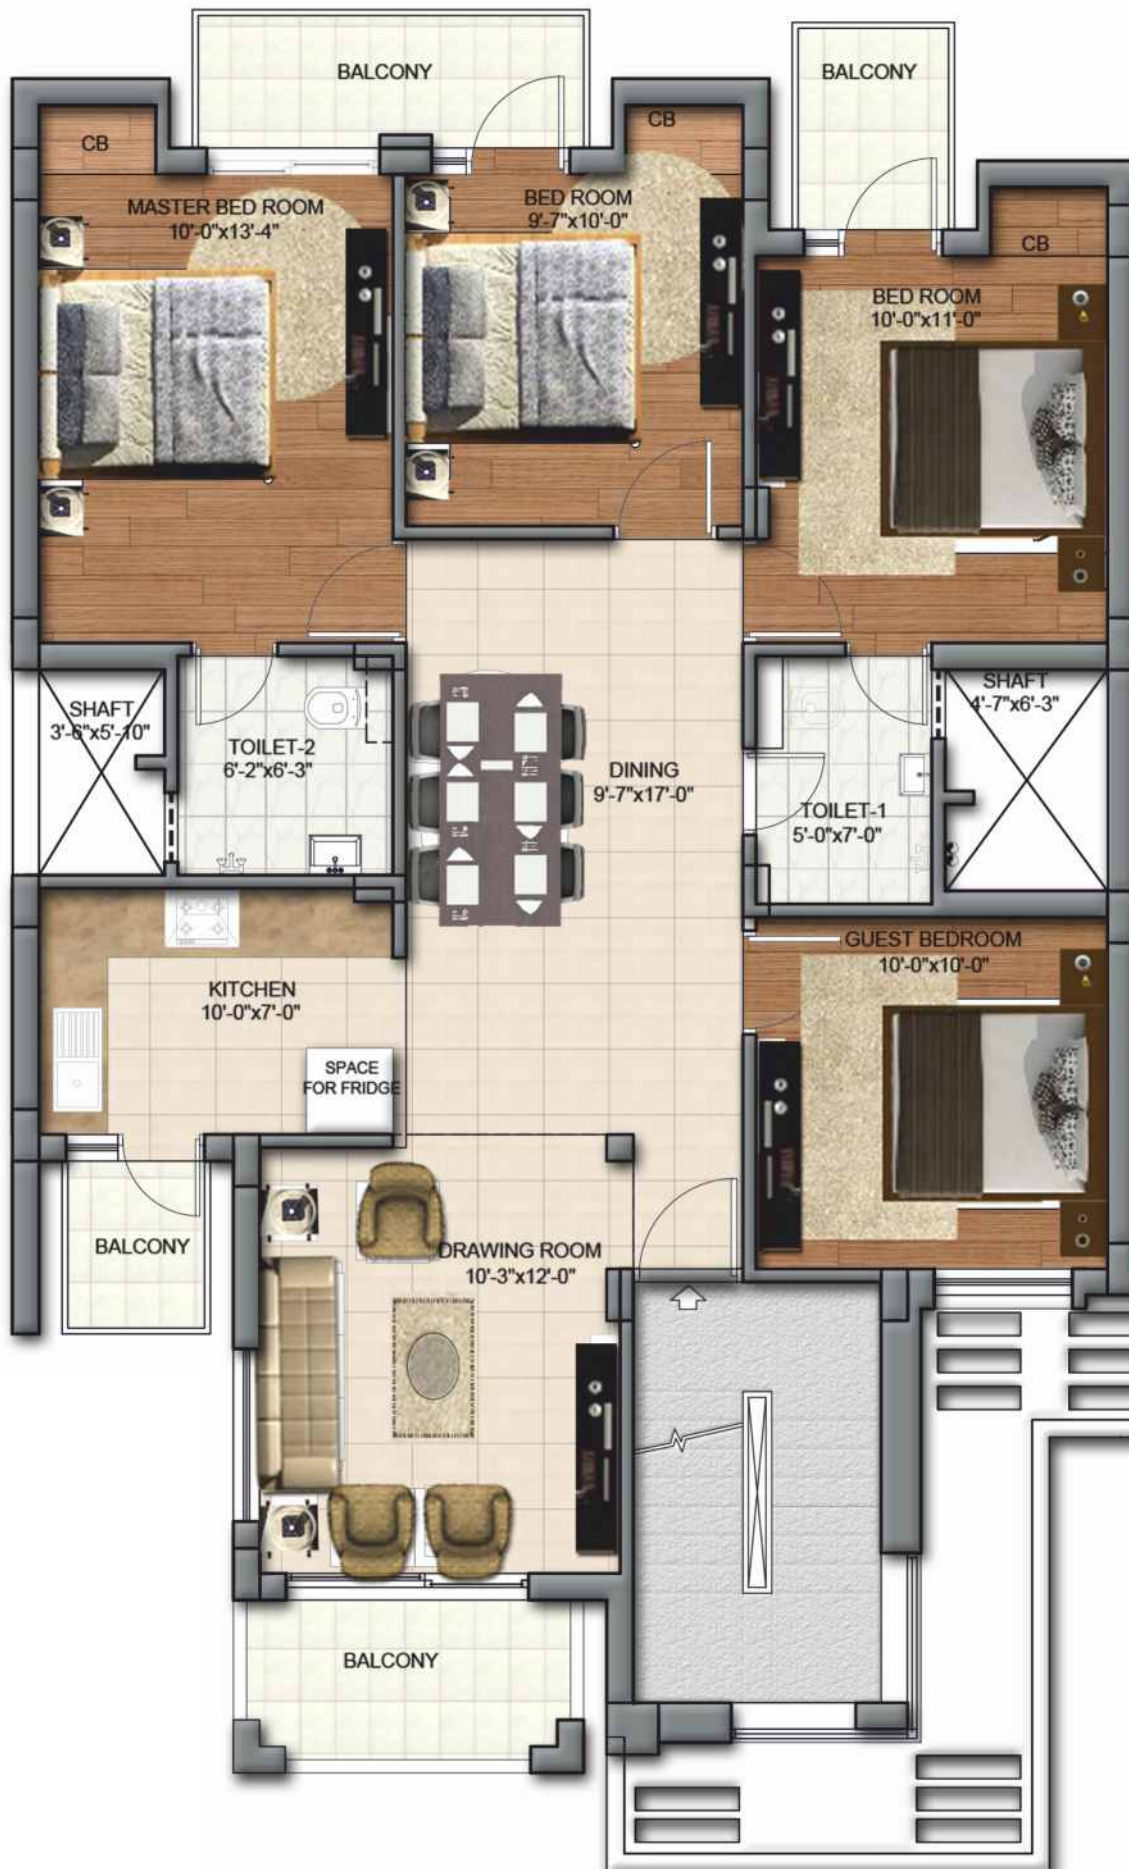 BALCONY
BALCONY
CB
CB
MASTER BED ROOM
10'-0"x13'-4"
BED ROOM
9'-7"x10'-0"
CB
BED ROOM
10'-0"x11'-0"
SHAFT
3'-6"x5'-10"
TOILET-2
6'-2"x6'-3"
DINING
9'-7"x17'-0"
TOILET-1
5'-0"x7'-0"
SHAFT
4'-7"x6'-3"
KITCHEN
10'-0"x7'-0"
SPACE
FOR FRIDGE
GUEST BEDROOM
10'-0"x10'-0"
BALCONY
DRAWING ROOM
10'-3"x12'-0"
BALCONY